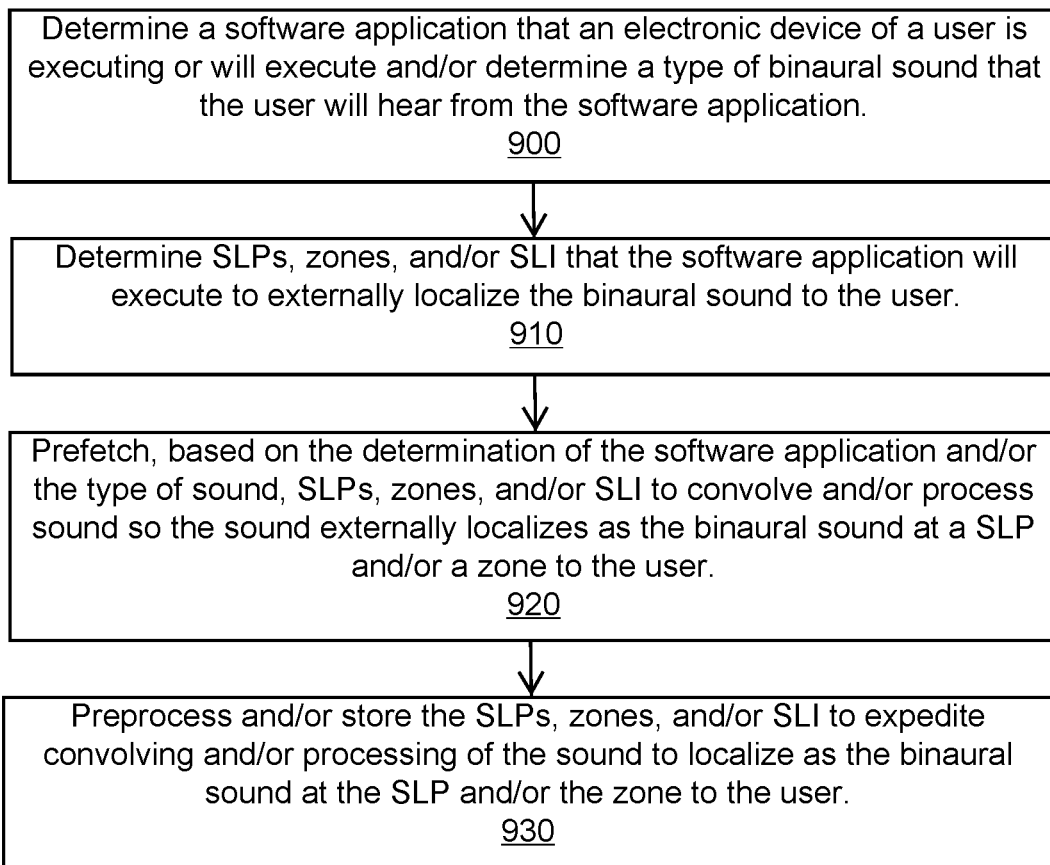 Determine a software application that an electronic device of a user is
executing or will execute and/or determine a type of binaural sound that
the user will hear from the software application.
900
Determine SLPs, zones, and/or SLI that the software application will
execute to externally localize the binaural sound to the user.
910
Prefetch, based on the determination of the software application and/or
the type of sound, SLPs, zones, and/or SLI to convolve and/or process
sound so the sound externally localizes as the binaural sound at a SLP
and/or a zone to the user.
920
Preprocess and/or store the SLPs, zones, and/or SLI to expedite
convolving and/or processing of the sound to localize as the binaural
sound at the SLP and/or the zone to the user.
930